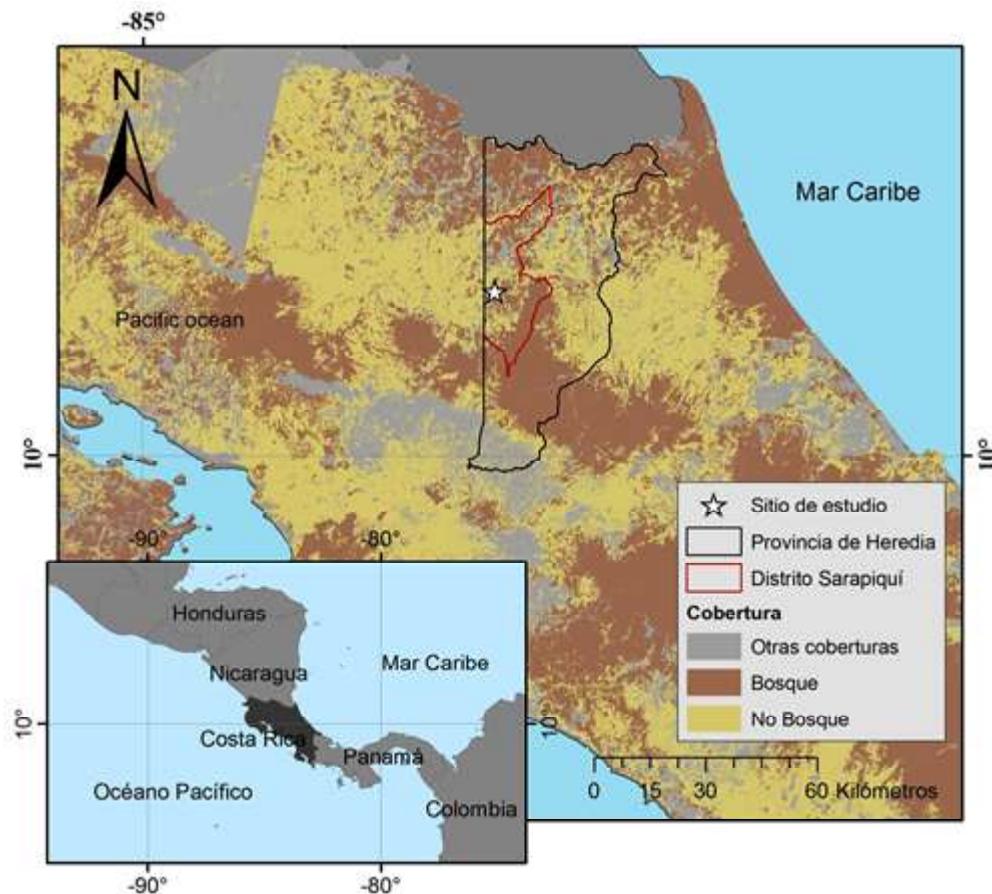 -85°
N
Mar Caribe
Pacific ocean
10°
10°
Sitio de estudio
Provincia de Heredia
Distrito Sarapiquí
Cobertura
Otras coberturas
Bosque
No Bosque
0 15 30 60 Kilómetros
-90°
-80°
Honduras
Nicaragua
Mar Caribe
Costa Rica
Panamá
Océano Pacífico
Colombia
10°
10°
-90°
-80°